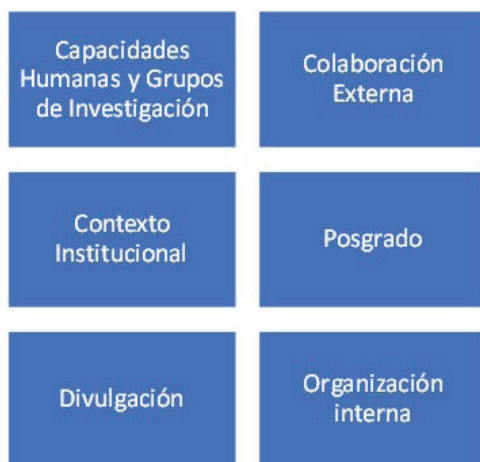 Capacidades
Humanas y Grupos
de Investigación
Colaboración
Externa
Contexto
Institucional
Posgrado
Divulgación
Organización
interna